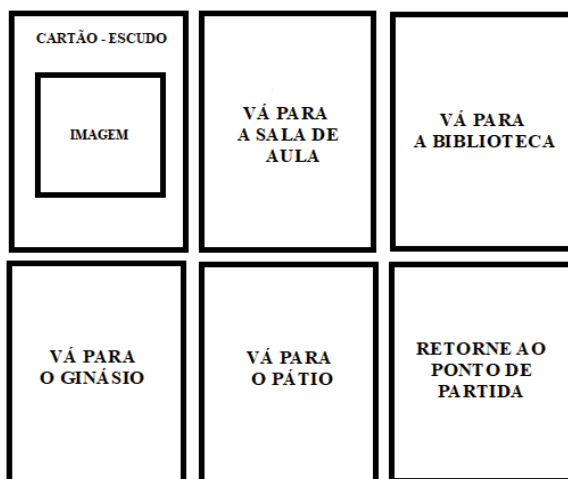 CARTÃO - ESCUDO
IMAGEM
VÁ PARA
A SALA DE
AULA
VÁ PARA
A BIBLIOTECA
VÁ PARA
O GINÁSIO
VÁ PARA
O PÁTIO
RETORNE AO
PONTO DE
PARTIDA